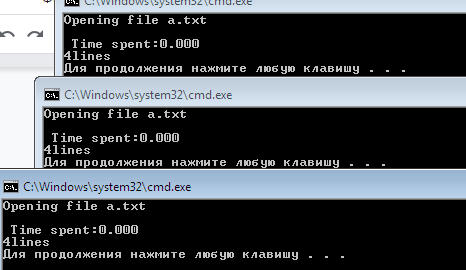 C:\Windows\system32\cmd.exe
Opening file a.txt
Time spent:0.000
4lines
Для продолжения нажмите любую клавишу . . .
C:\Windows\system32\cmd.exe
Opening file a.txt
Time spent:0.000
4lines
Для продолжения нажмите любую клавишу . . .
C:\Windows\system32\cmd.exe
Opening file a.txt
Time spent:0.000
4lines
Для продолжения нажмите любую клавишу . . .